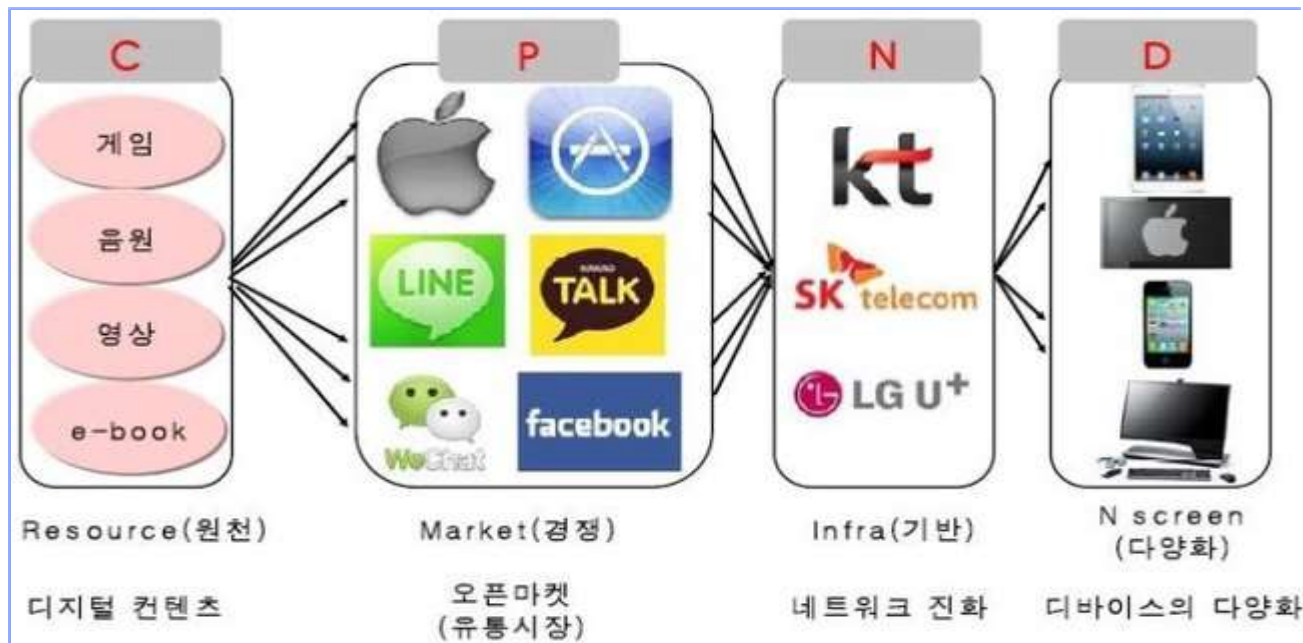 C
P
N
D
게임
음원
영상
e-book
LINE
KAKAO
TALK
WeChat
facebook
kt
SK telecom
LG U+
Resource(원천)
디지털 컨텐츠
Market(경쟁)
오픈마켓
(유통시장)
Infra(기반)
네트워크 진화
N screen
(다양화)
디바이스의 다양화